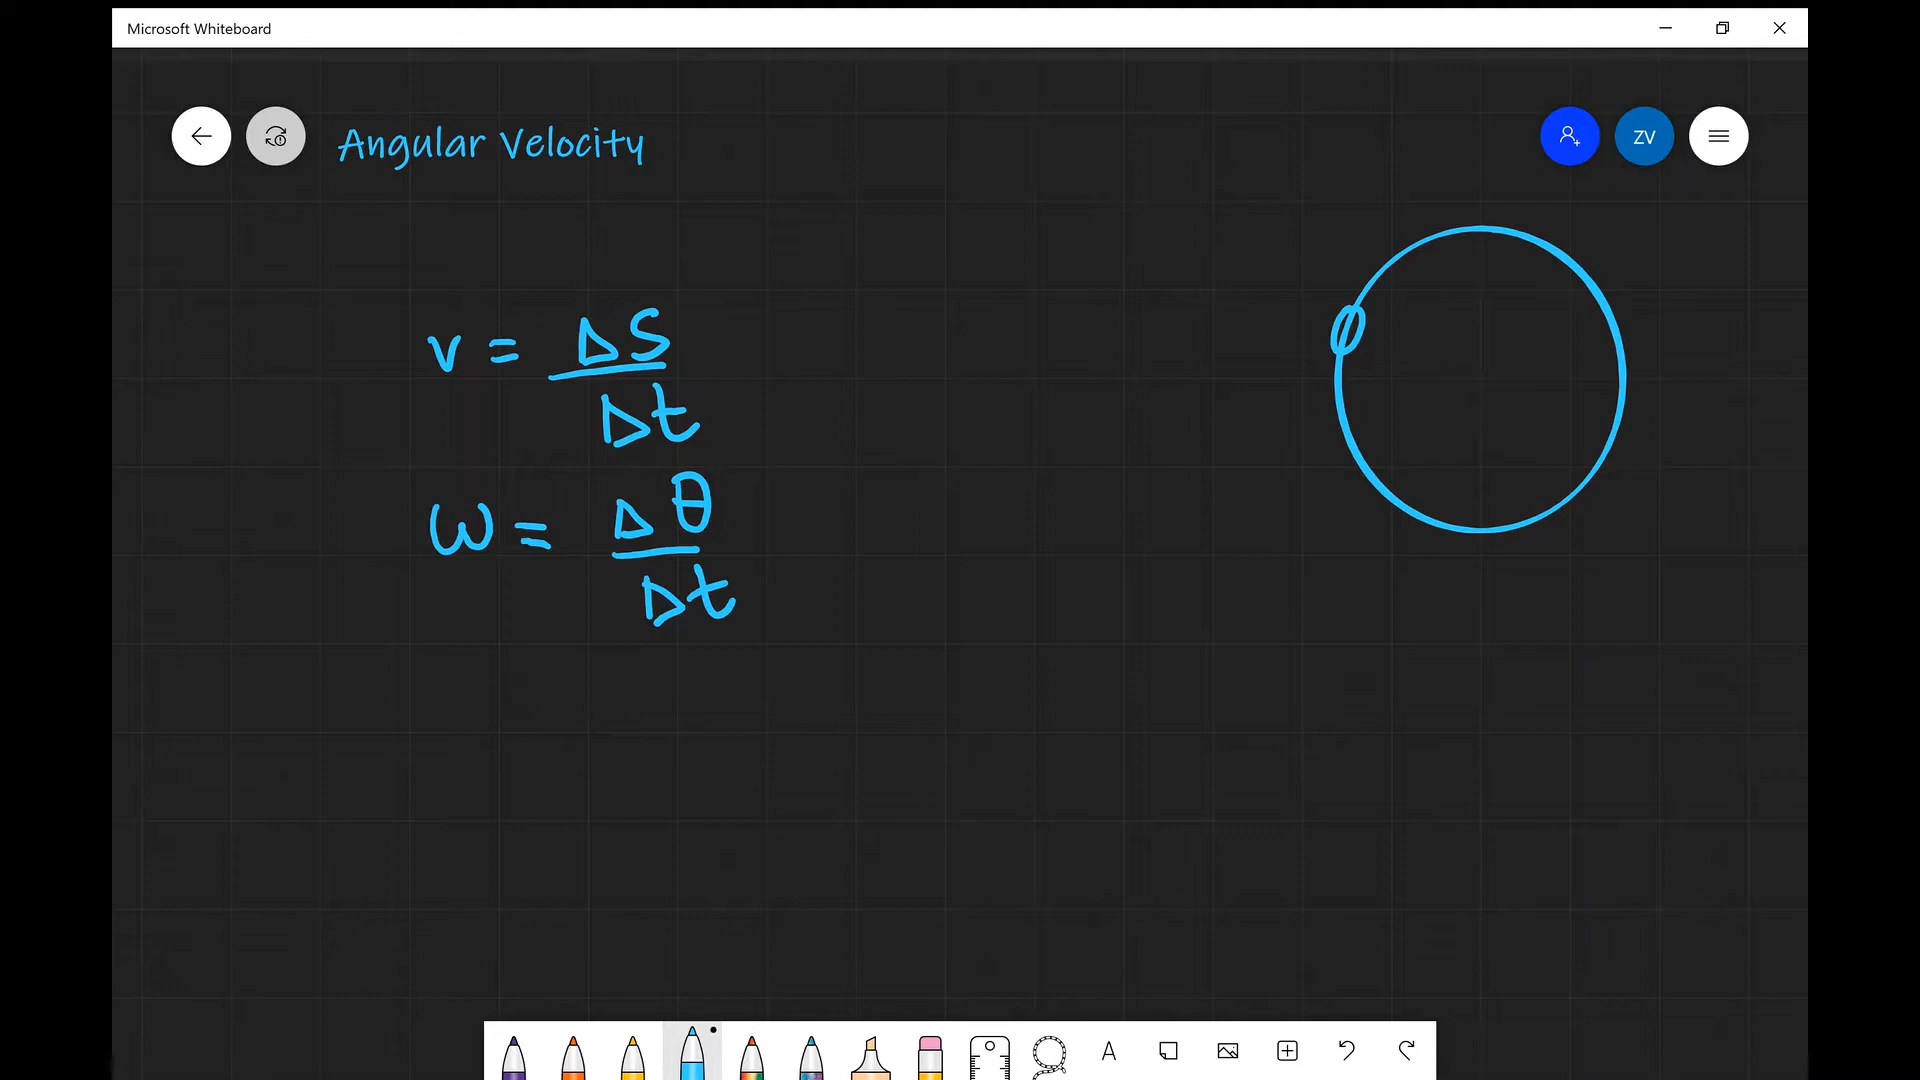 Microsoft Whiteboard
Angular Velocity
ZV
v = ΔS
Δt
ω = Δθ
Δt
A